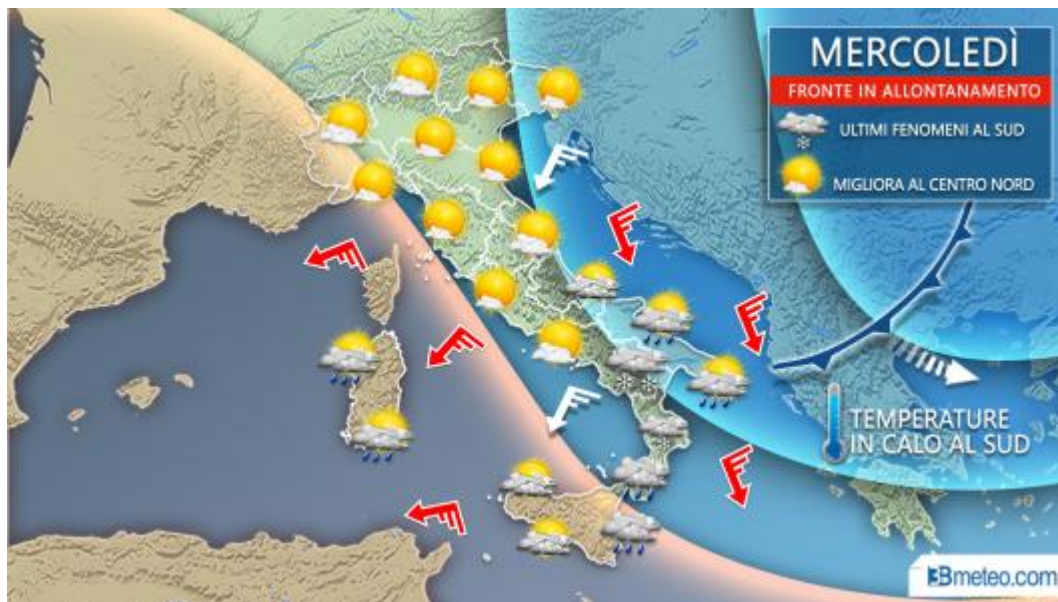 MERCOLEDÌ
FRONTE IN ALLONTANAMENTO
ULTIMI FENOMENI AL SUD
MIGLIORA AL CENTRO NORD
TEMPERATURE
IN CALO AL SUD
3Bmeteo.com